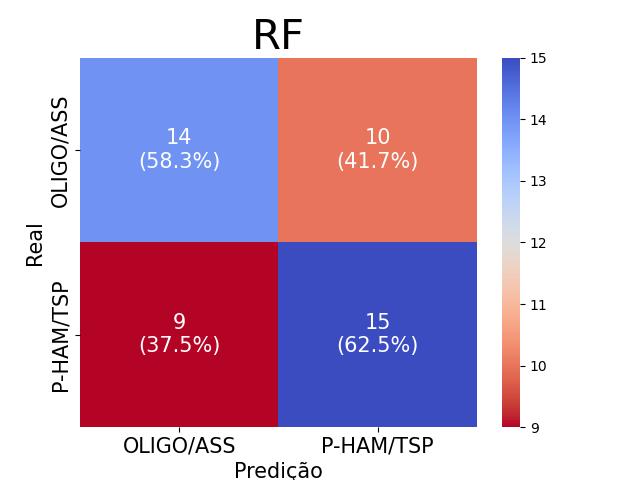 RF
OLIGO/ASS
P-HAM/TSP
Real
14
(58.3%)
10
(41.7%)
9
(37.5%)
15
(62.5%)
OLIGO/ASS
P-HAM/TSP
Predição
15
14
13
12
11
10
9